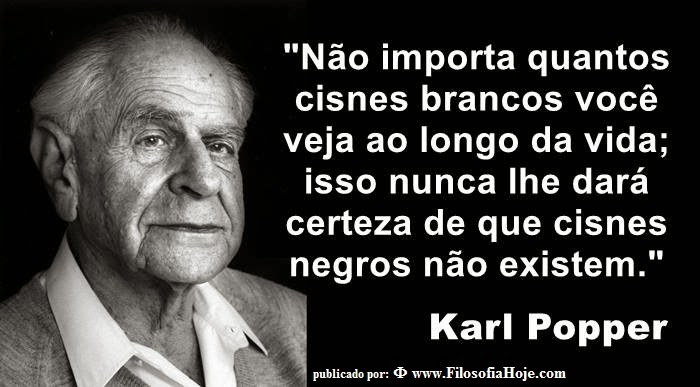 "Não importa quantos
cisnes brancos você
veja ao longo da vida;
isso nunca lhe dará
certeza de que cisnes
negros não existem."
Karl Popper
publicado por: Φ www.FilosofiaHoje.com